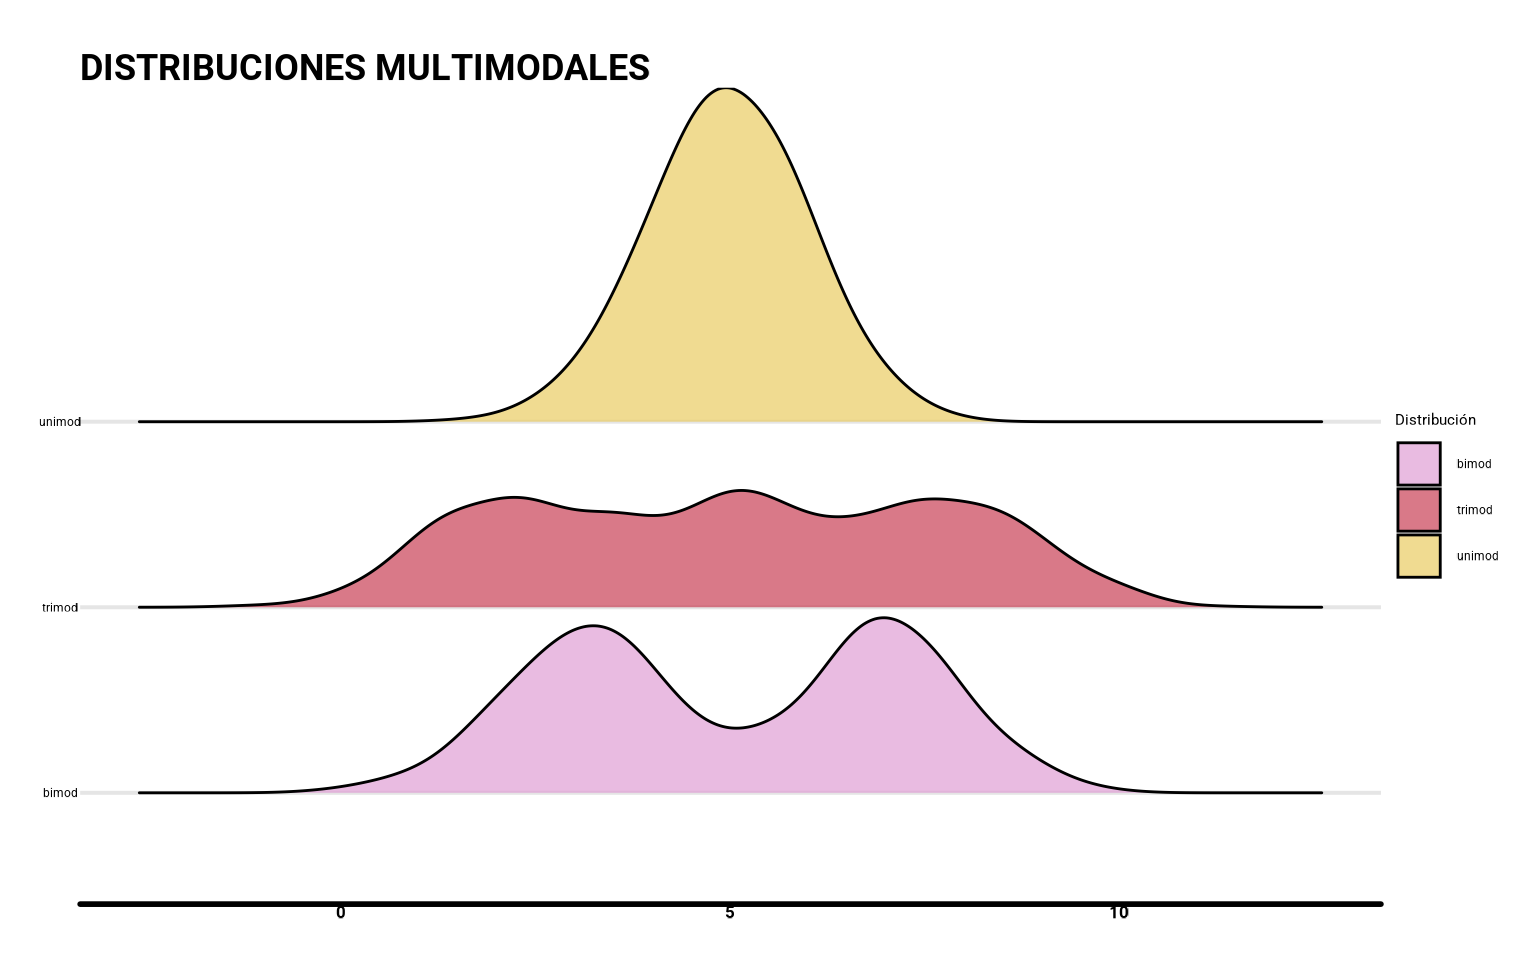 DISTRIBUCIONES MULTIMODALES
unimod
trimod
bimod
0 5 10
Distribución
bimod
trimod
unimod